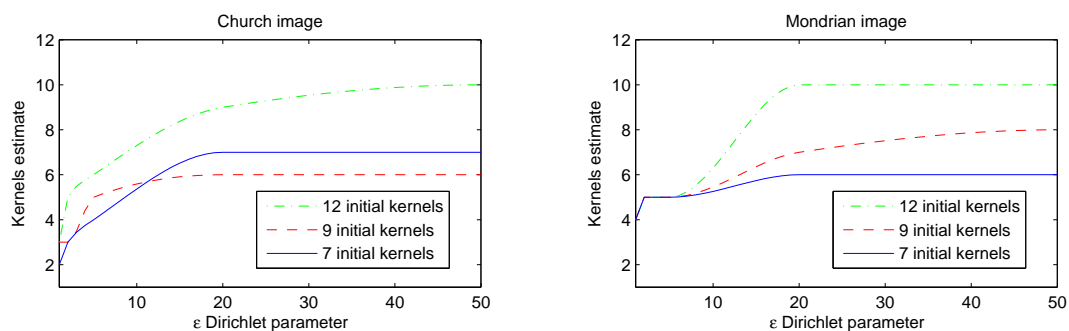 Church image
12
10
8
6
4
2
Kernels estimate
12 initial kernels
9 initial kernels
7 initial kernels
10
20
30
40
50
ε Dirichlet parameter
Mondrian image
12
10
8
6
4
2
Kernels estimate
12 initial kernels
9 initial kernels
7 initial kernels
10
20
30
40
50
ε Dirichlet parameter